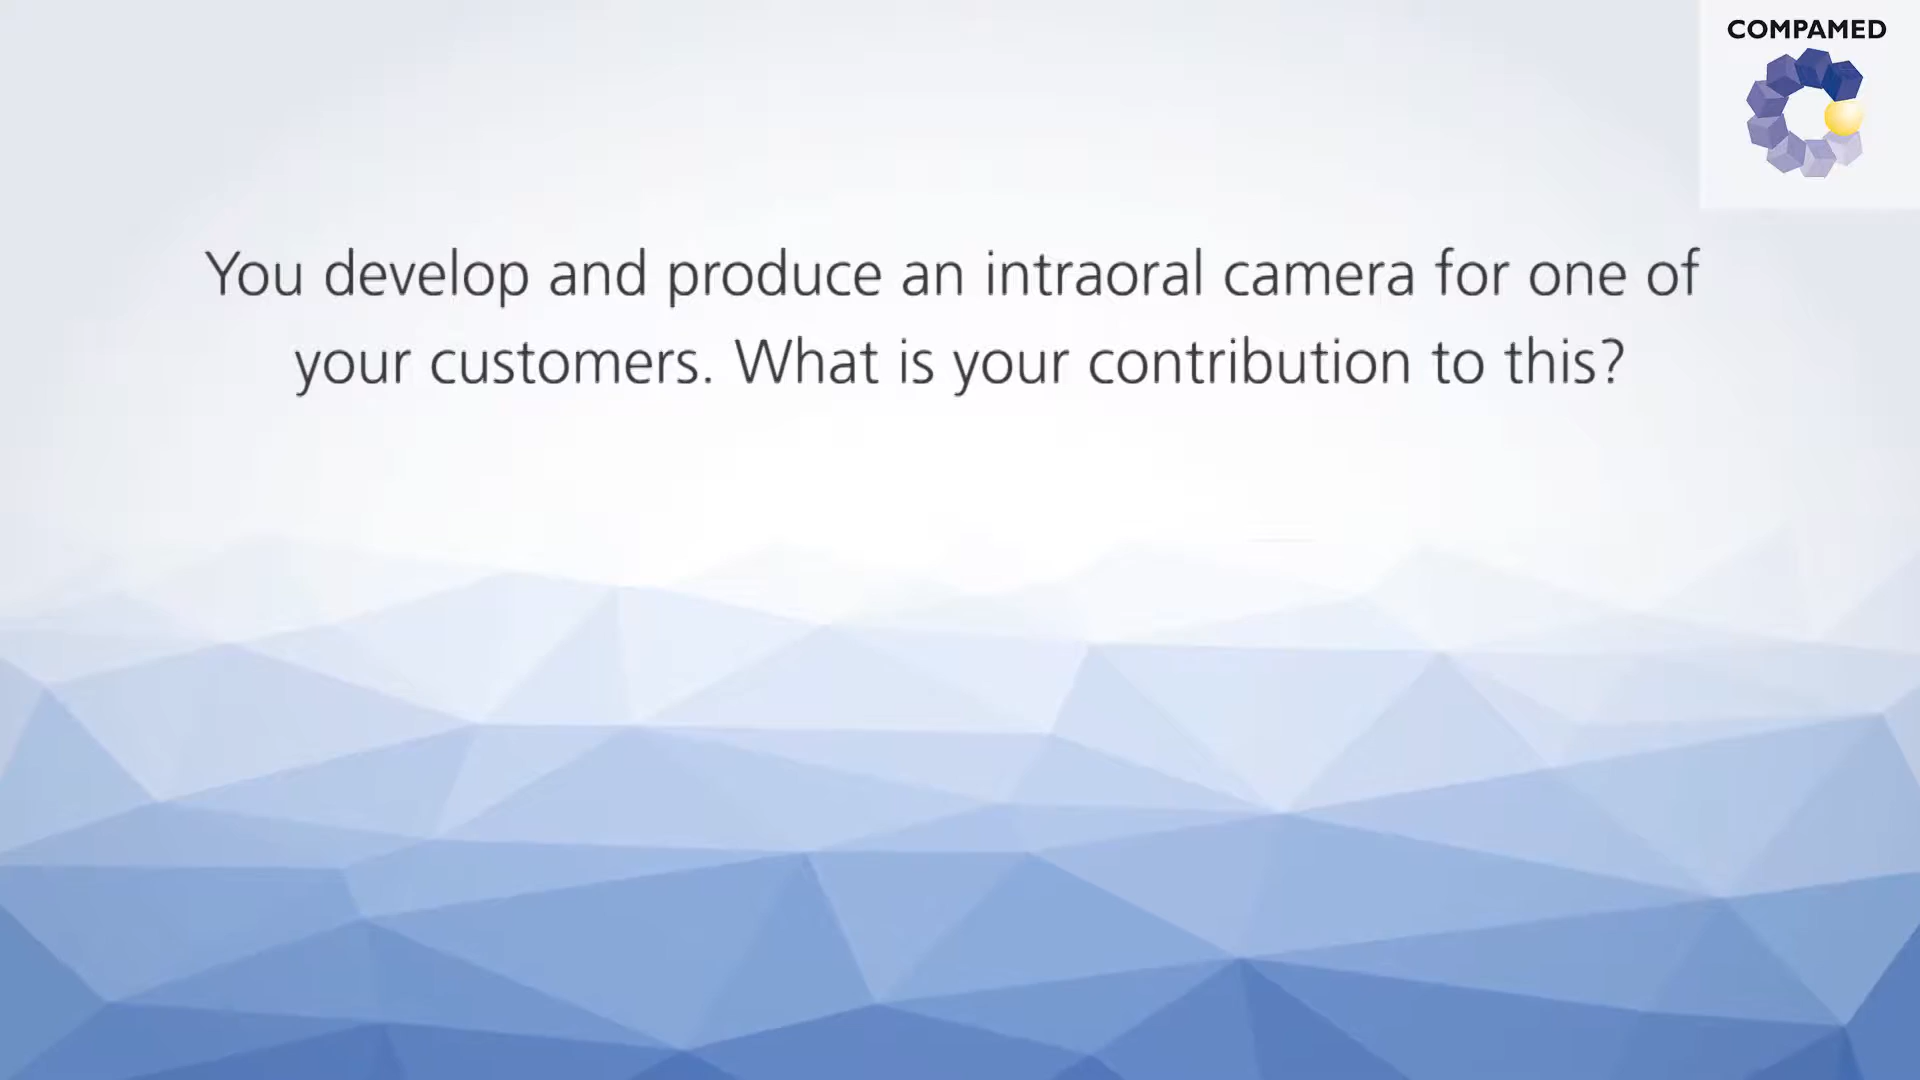 COMPAMED
You develop and produce an intraoral camera for one of
your customers. What is your contribution to this?